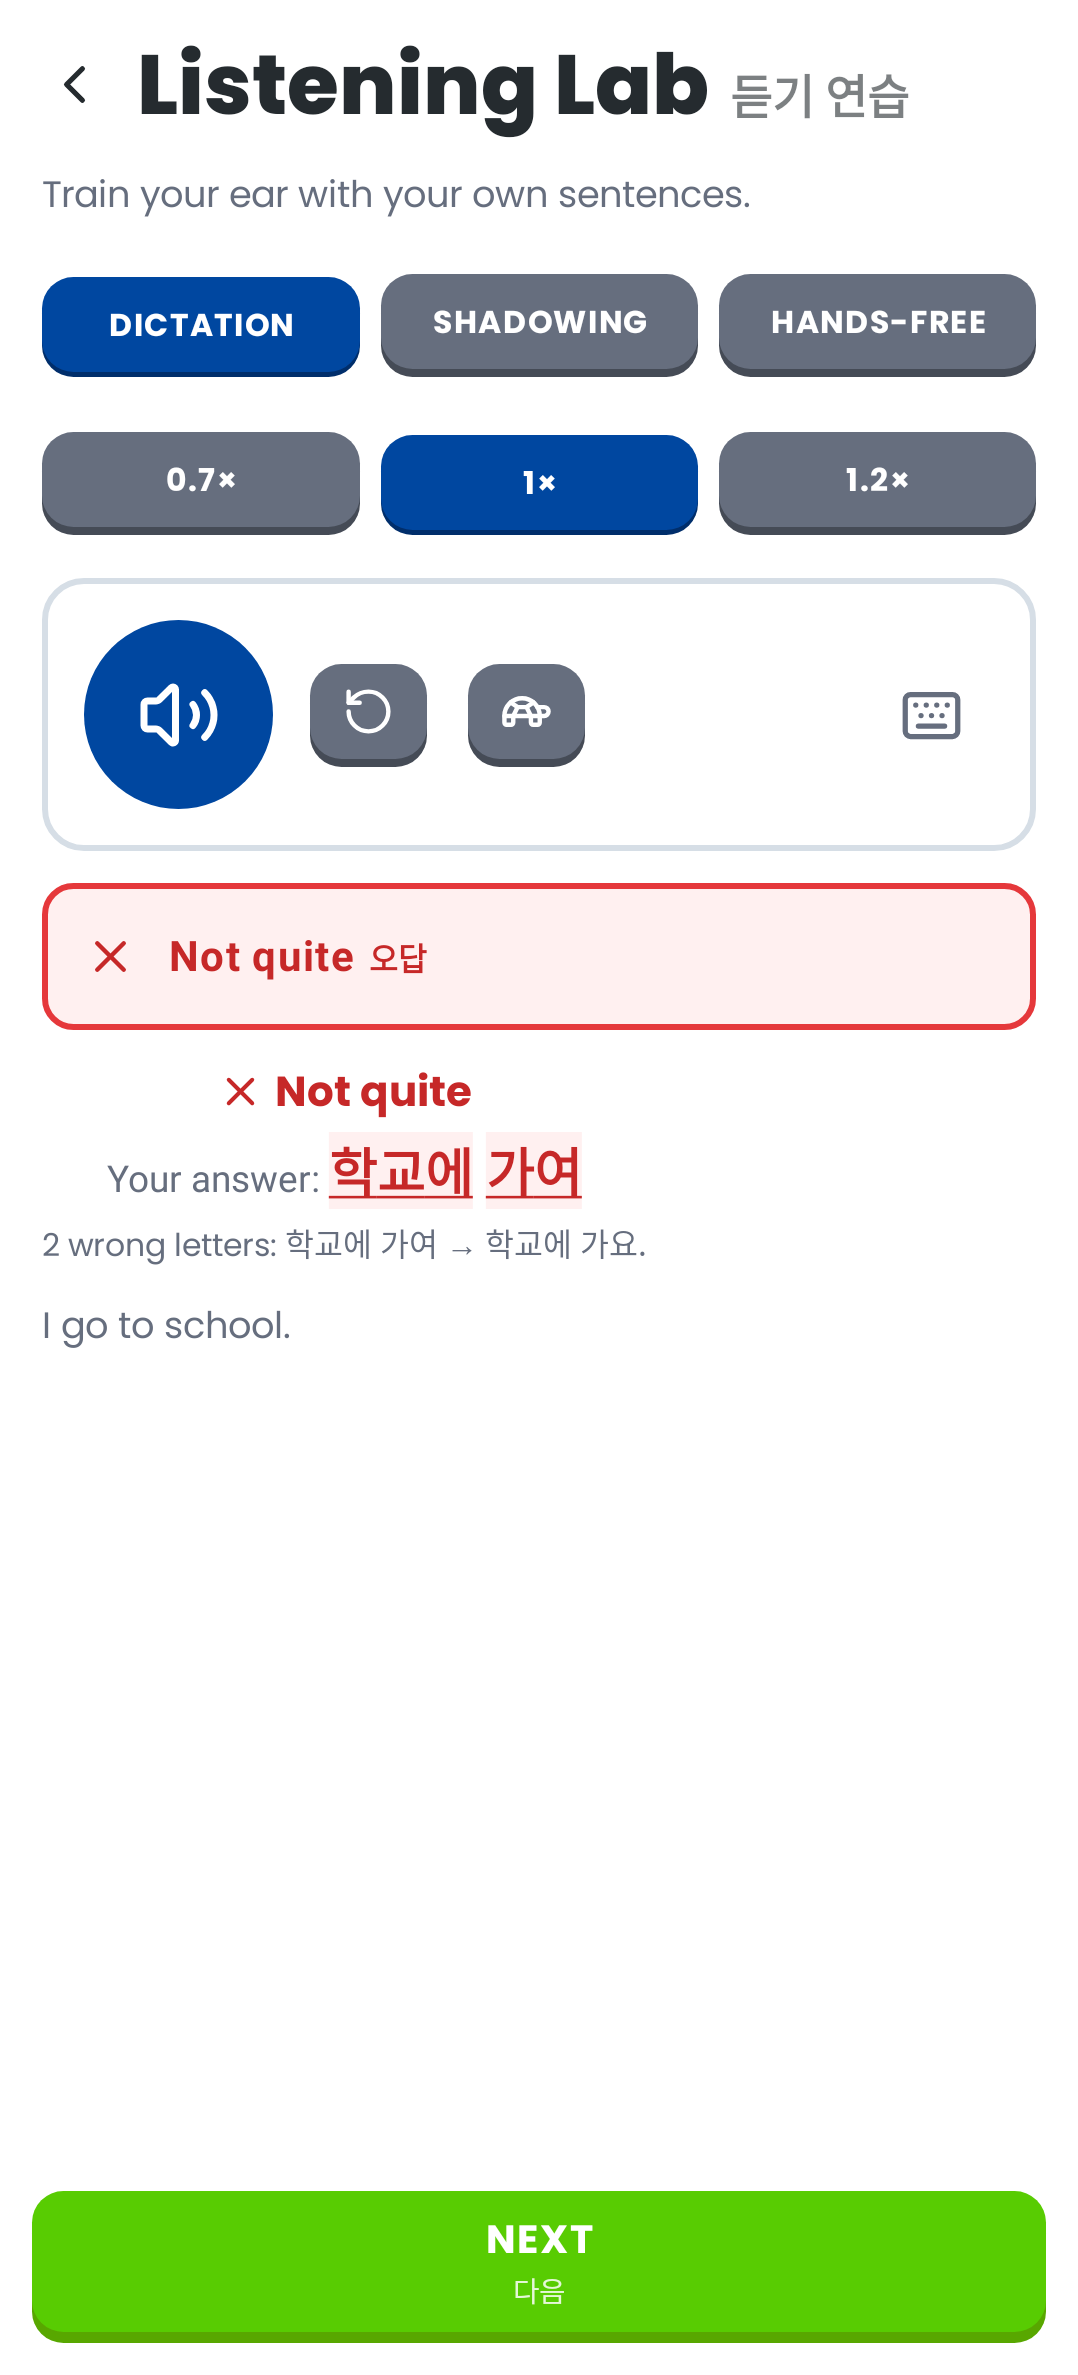 Listening Lab 듣기 연습
Train your ear with your own sentences.
DICTATION SHADOWING HANDS-FREE
0.7× 1× 1.2×
Not quite 오답
Not quite
Your answer: 학교에 가여
2 wrong letters: 학교에 가여 → 학교에 가요.
I go to school.
NEXT
다음